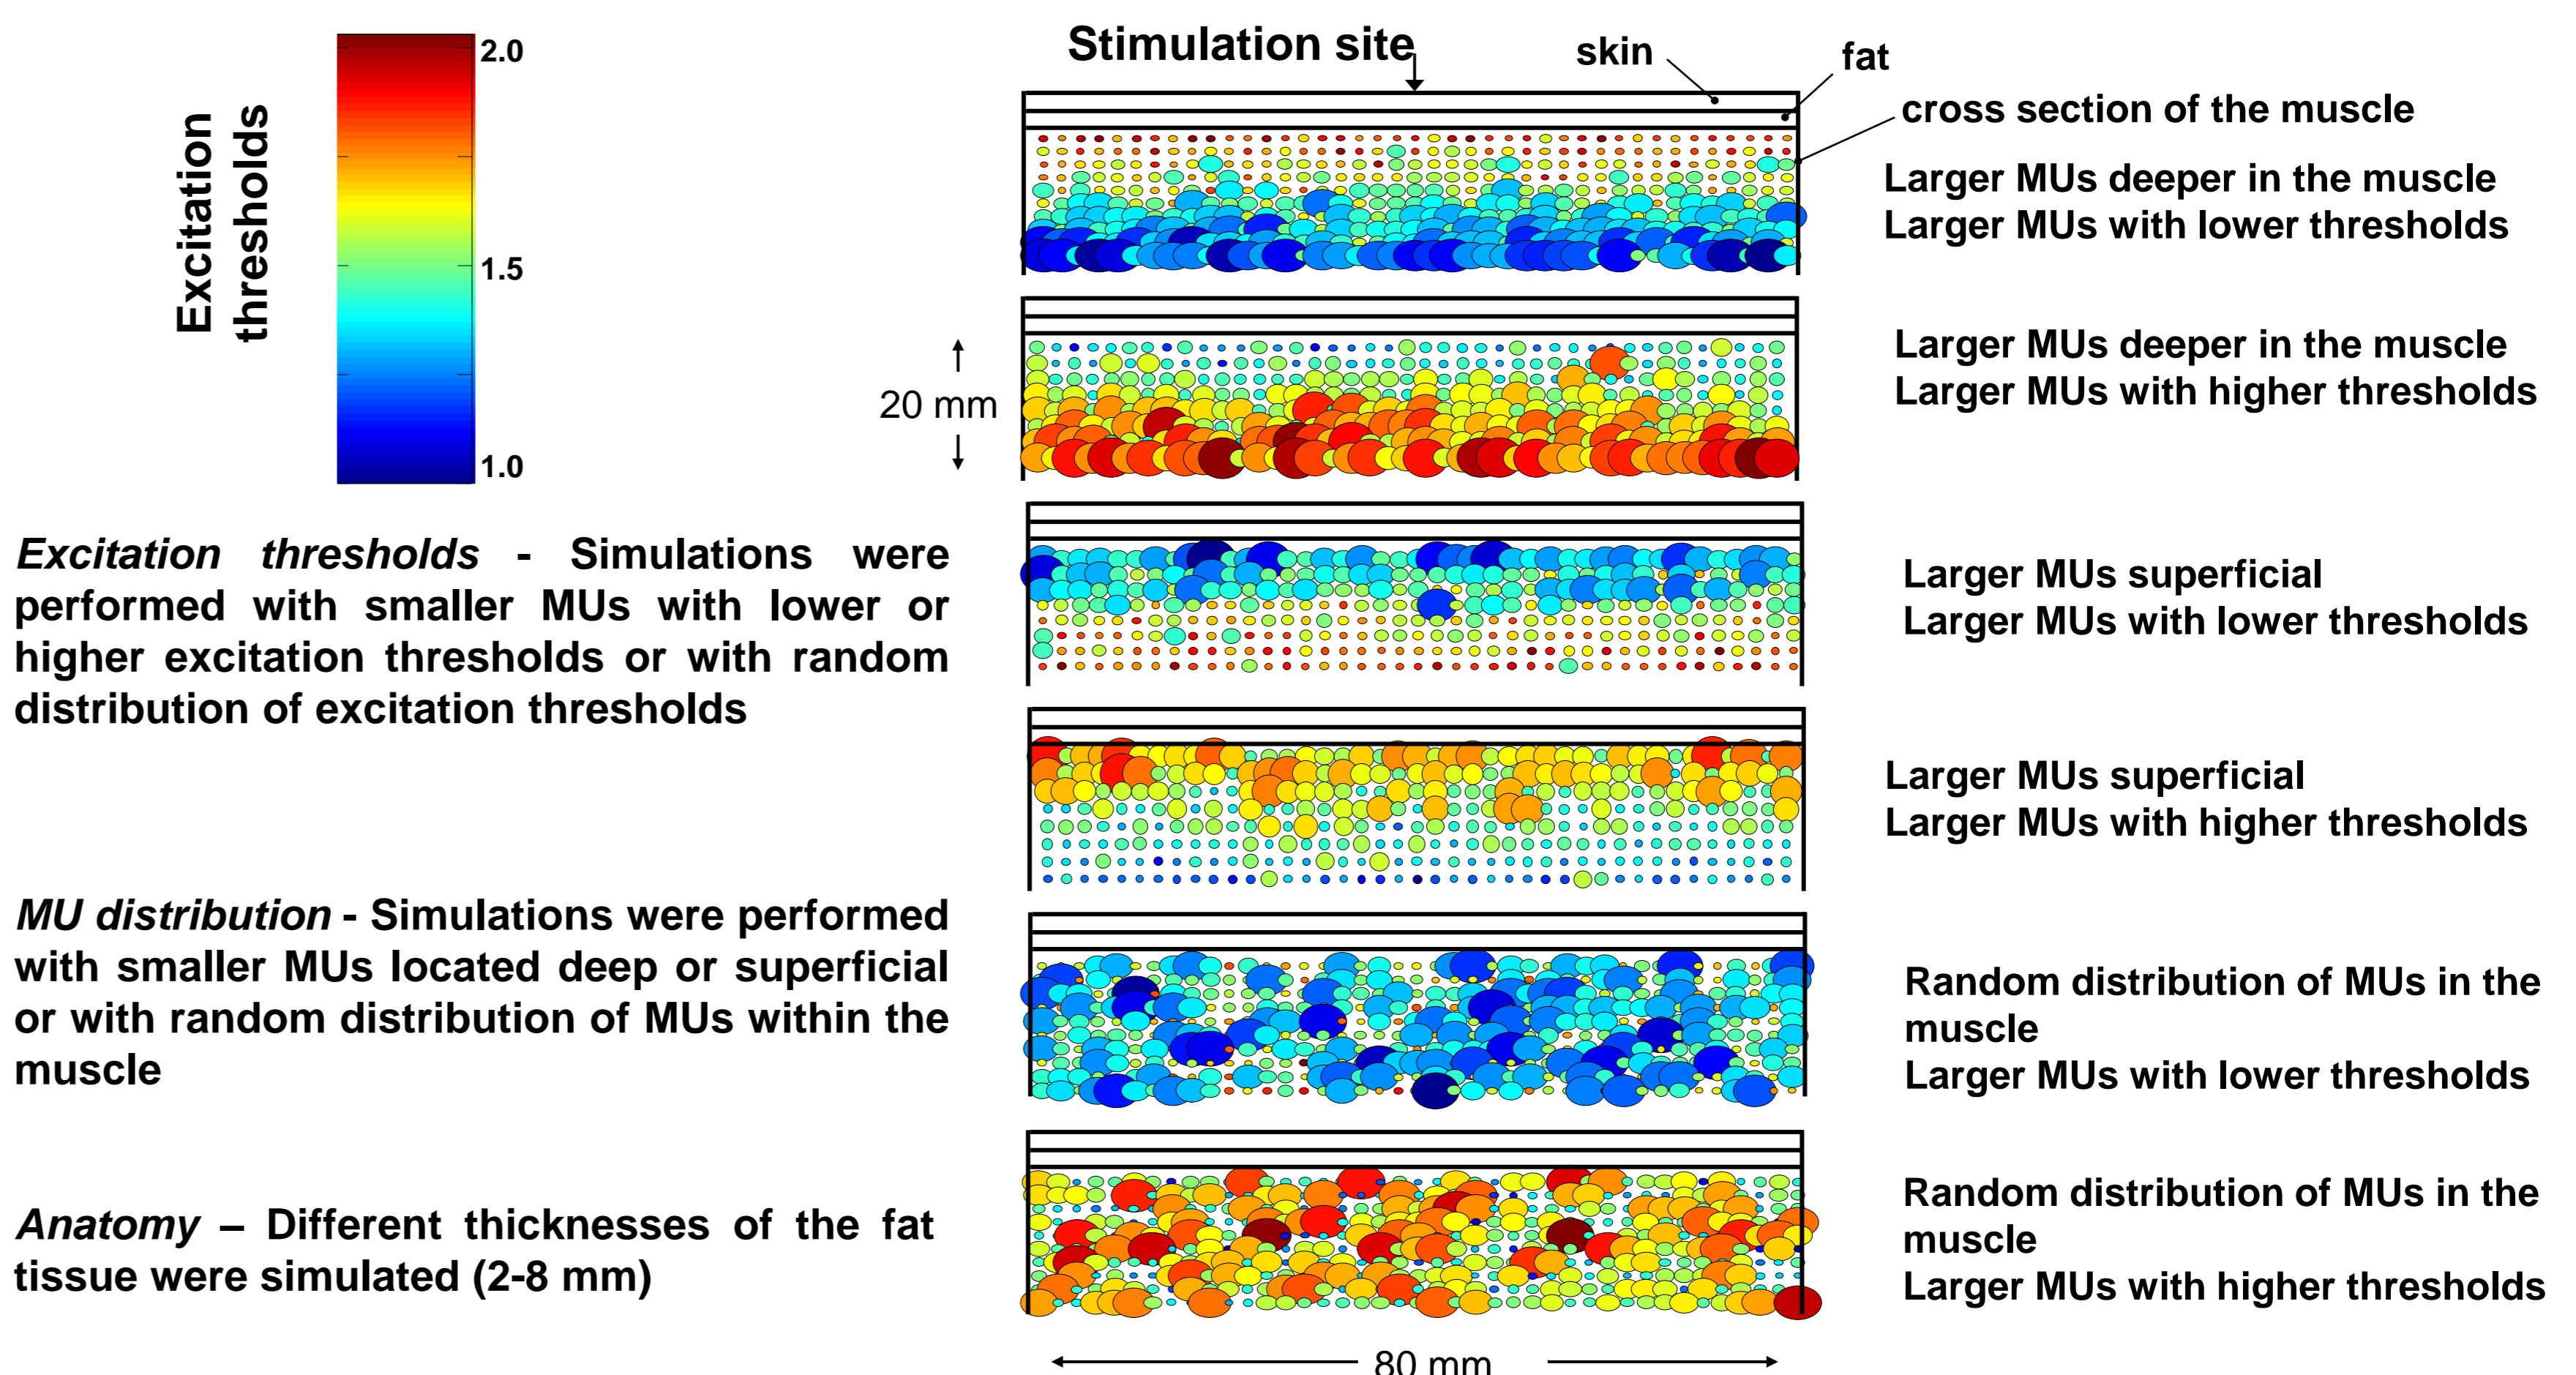 Excitation
thresholds
2.0
1.5
1.0
Stimulation site
skin
fat
cross section of the muscle
Larger MUs deeper in the muscle
Larger MUs with lower thresholds
20 mm
Larger MUs deeper in the muscle
Larger MUs with higher thresholds
Excitation thresholds - Simulations were
performed with smaller MUs with lower or
higher excitation thresholds or with random
distribution of excitation thresholds
Larger MUs superficial
Larger MUs with lower thresholds
Larger MUs superficial
Larger MUs with higher thresholds
MU distribution - Simulations were performed
with smaller MUs located deep or superficial
or with random distribution of MUs within the
muscle
Random distribution of MUs in the
muscle
Larger MUs with lower thresholds
Anatomy – Different thicknesses of the fat
tissue were simulated (2-8 mm)
Random distribution of MUs in the
muscle
Larger MUs with higher thresholds
80 mm